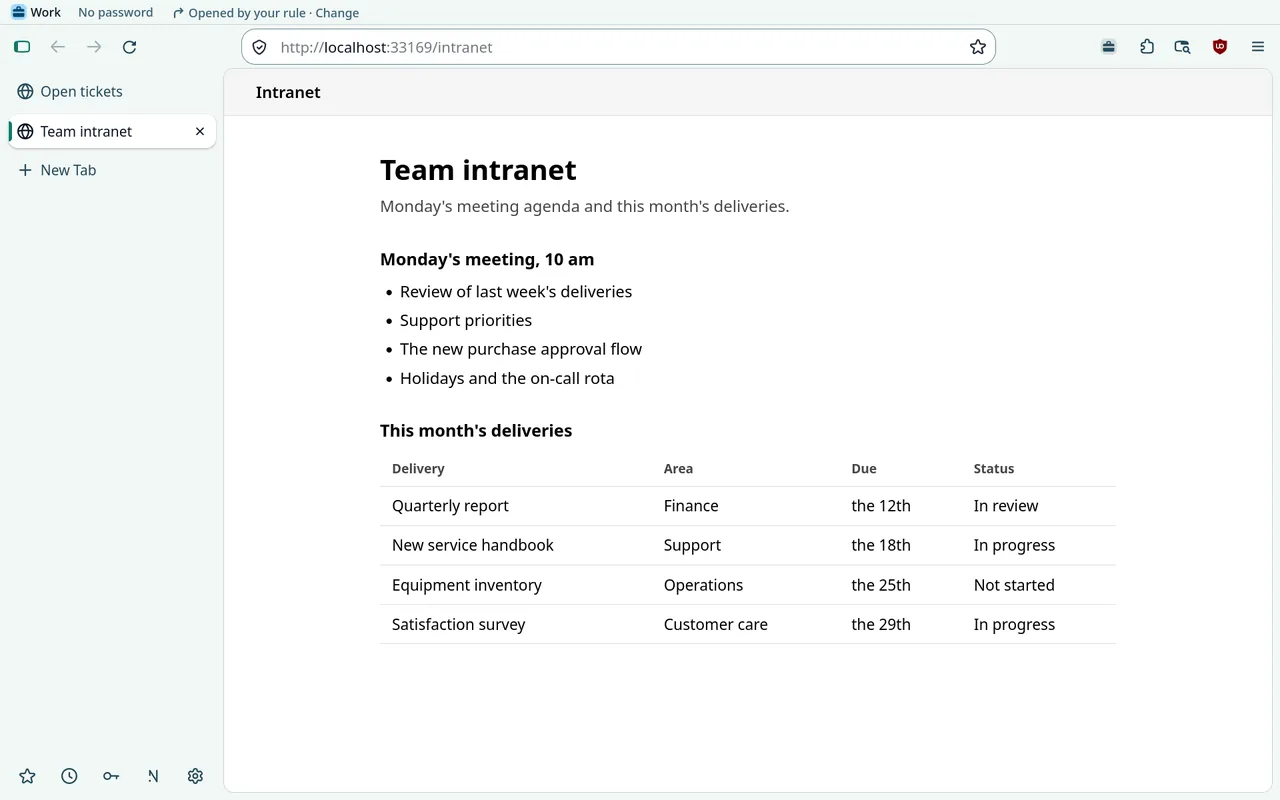 Work No password Opened by your rule · Change
http://localhost:33169/intranet
Open tickets
Team intranet
New Tab
Intranet
Team intranet
Monday's meeting agenda and this month's deliveries.
Monday's meeting, 10 am
• Review of last week's deliveries
• Support priorities
• The new purchase approval flow
• Holidays and the on-call rota
This month's deliveries
Delivery Area Due Status
Quarterly report Finance the 12th In review
New service handbook Support the 18th In progress
Equipment inventory Operations the 25th Not started
Satisfaction survey Customer care the 29th In progress